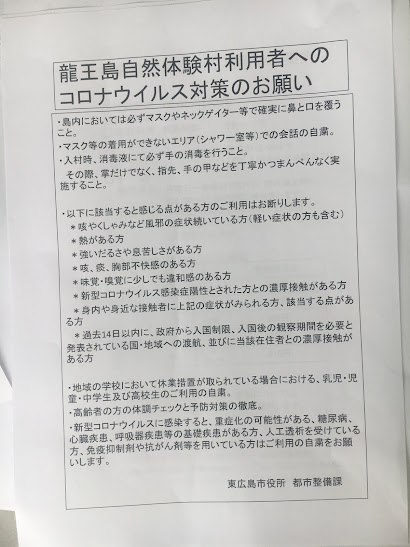 龍王島自然体験村利用者への
コロナウイルス対策のお願い
・島内においては必ずマスクやネックゲイター等で確実に鼻と口を覆う
こと。
・マスク等の着用ができないエリア(シャワー室等)での会話の自粛。
・入村時、消毒液にて必ず手の消毒を行うこと。
その際、掌だけでなく、指先、手の甲などを丁寧かつまんべんなく実
施すること。
・以下に該当すると感じる点がある方のご利用はお断りします。
＊咳やくしゃみなど風邪の症状続いている方(軽い症状の方も含む)
＊熱がある方
＊強いだるさや息苦しさがある方
＊咳、痰、胸部不快感のある方
＊味覚・嗅覚に少しでも違和感のある方
＊新型コロナウイルス感染症陽性とされた方との濃厚接触がある方
＊身内や身近な接触者に上記の症状がみられる方、該当する点があ
る方
＊過去14日以内に、政府から入国制限、入国後の観察期間を必要と
発表されている国・地域への渡航、並びに当該在住者との濃厚接触が
ある方
・地域の学校において休業措置が取られている場合における、乳児・児
童・中学生及び高校生のご利用の自粛。
・高齢者の方の体調チェックと予防対策の徹底。
・新型コロナウイルスに感染すると、重症化の可能性がある、糖尿病、
心臓疾患、呼吸器疾患等の基礎疾患がある方、人工透析を受けている
方、免疫抑制剤や抗がん剤等を用いている方はご利用の自粛をお願
いします。
東広島市役所 都市整備課